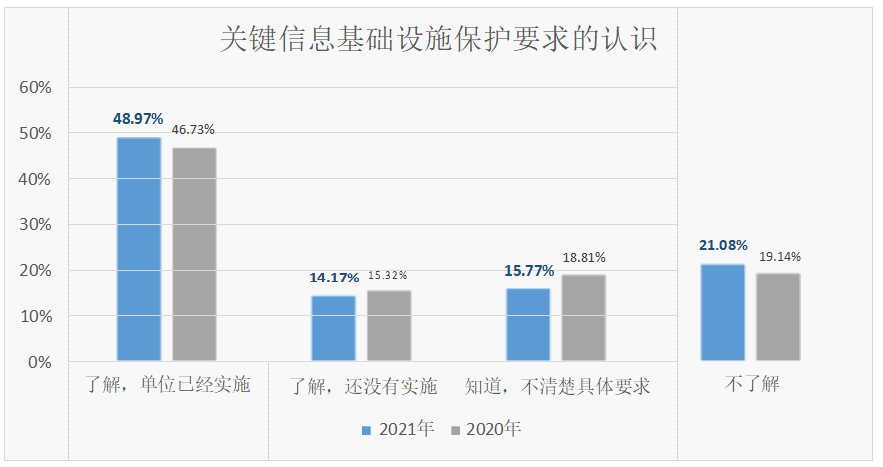 关键信息基础设施保护要求的认识
60%
50%
40%
30%
20%
10%
0%
48.97%
46.73%
14.17%
15.32%
15.77%
18.81%
21.08%
19.14%
了解，单位已经实施
了解，还没有实施
知道，不清楚具体要求
不了解
2021年
2020年